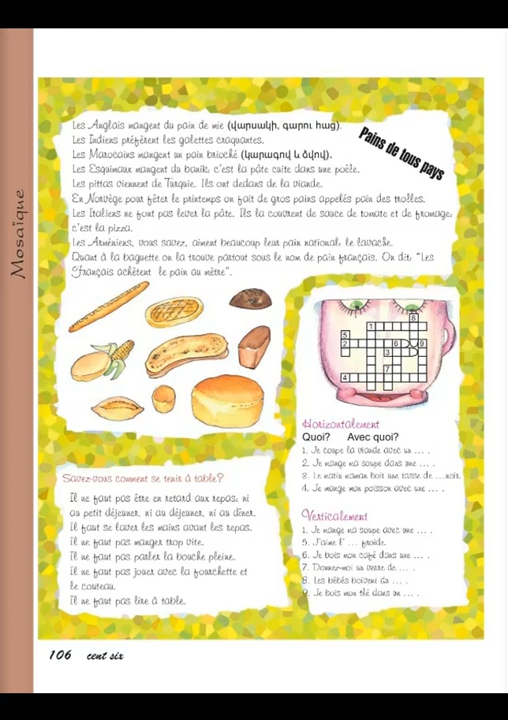 Mosaïque
Pains de tous pays
Les Anglais mangent du pain de mie (վարսակի, գարու հաց).
Les Indiens préfèrent les galettes craquantes.
Les Marocains mangent un pain brioché (կարագով և ձվով).
Les Esquimaux mangent du banik, c'est la pâte cuite dans une poêle.
Les pittas viennent de Turquie. Ils ont dedans de la viande.
En Norvège pour fêter le printemps on fait de gros pains appelés pain des trolles.
Les Italiens ne font pas lever la pâte. Ils la couvrent de sauce de tomate et de fromage,
c'est la pizza.
Les Arméniens, vous savez, aiment beaucoup leur pain national, le lavache.
Quant à la baguette on la trouve partout sous le nom de pain français. On dit: "Les
Français achètent le pain au mètre".
8
1
5
2 6 9
3
7
4
Horizontalement
Quoi? Avec quoi?
1. Je coupe la viande avec un ... .
2. Je mange ma soupe dans une ... .
3. Le matin maman boit une tasse de ...noir.
4. Je mange mon poisson avec une ... .
Verticalement
1. Je mange na soupe avec une ... .
5. J'aime l' ... froide.
6. Je bois mon café dans une ... .
7. Donner-moi un verre de ... .
8. Les bébés boivent du ... .
9. Je bois mon thé dans un ... .
Savez-vous comment se tenir à table?
Il ne faut pas être en retard aux repas; ni
au petit déjeuner, ni au déjeuner, ni au dîner.
Il faut se laver les mains avant les repas.
Il ne faut pas manger trop vite.
Il ne faut pas parler la bouche pleine.
Il ne faut pas jouer avec la fourchette et
le couteau.
Il ne faut pas lire à table.
106 cent six